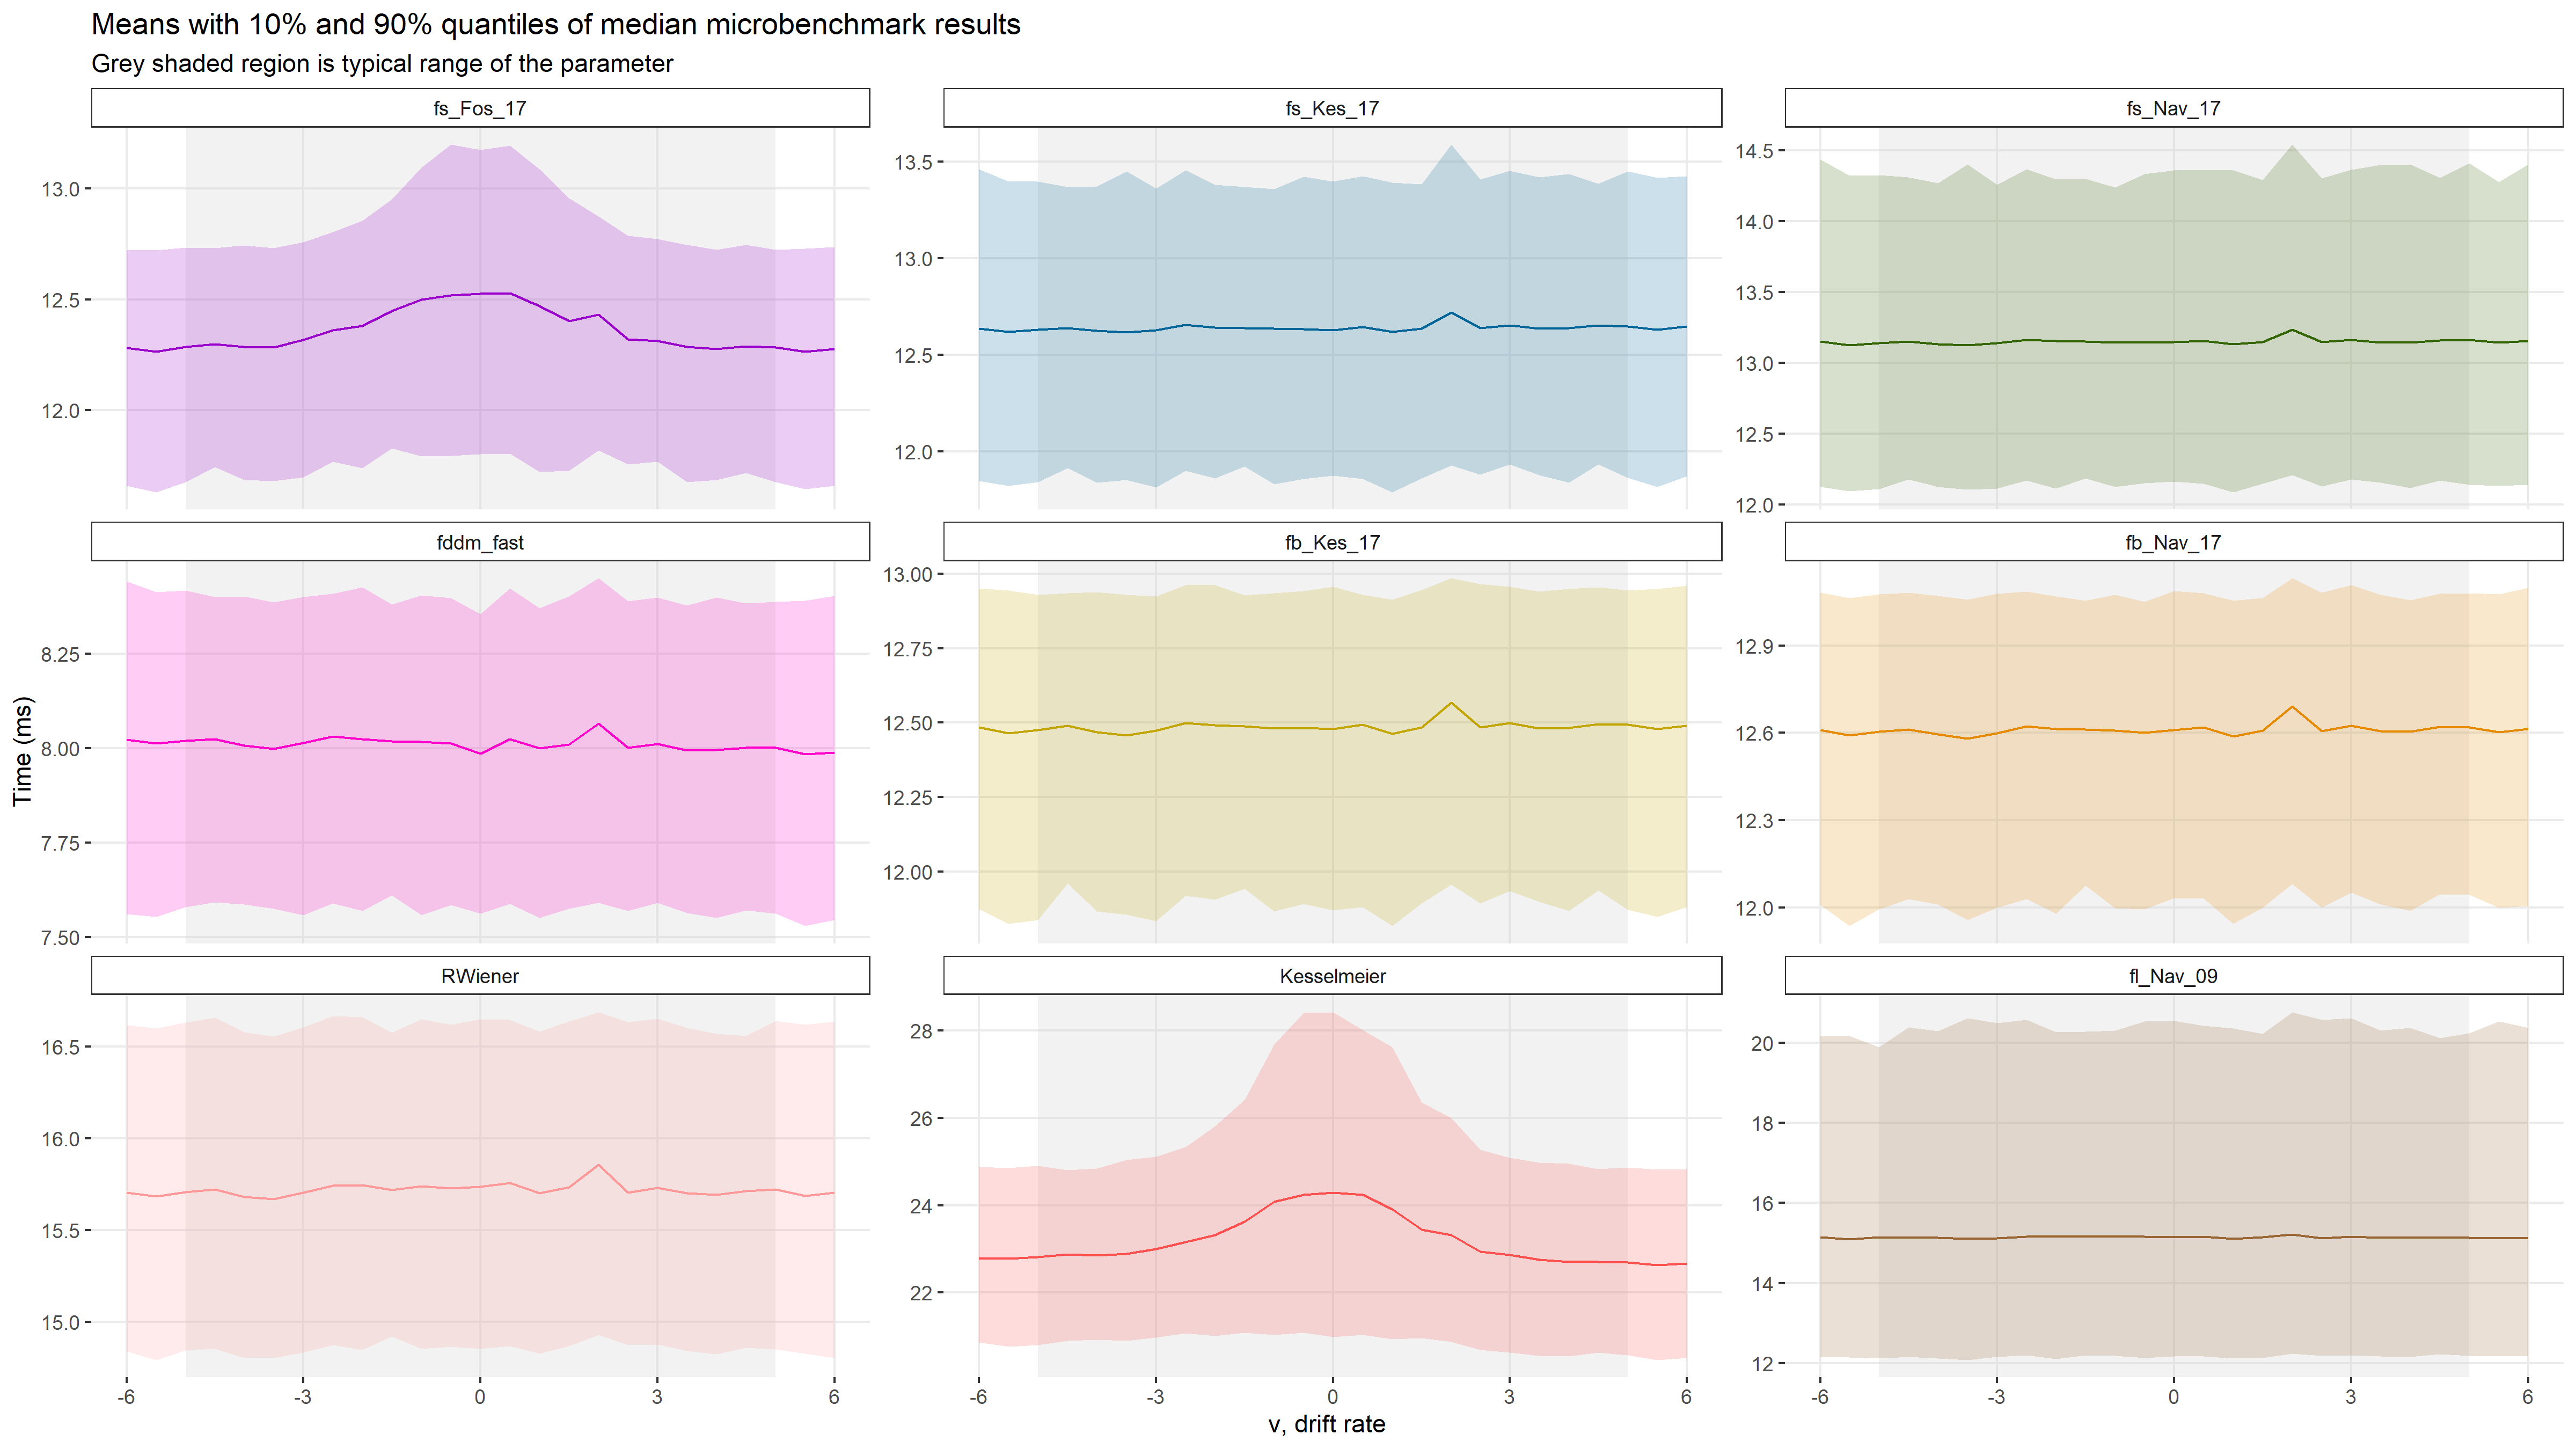 Means with 10% and 90% quantiles of median microbenchmark results
Grey shaded region is typical range of the parameter
fs_Fos_17
fs_Kes_17
fs_Nav_17
13.0
12.5
12.0
13.5
13.0
12.5
12.0
14.5
14.0
13.5
13.0
12.5
12.0
fddm_fast
fb_Kes_17
fb_Nav_17
Time (ms)
8.25
8.00
7.75
7.50
13.00
12.75
12.50
12.25
12.00
12.9
12.6
12.3
12.0
RWiener
Kesselmeier
fl_Nav_09
16.5
16.0
15.5
15.0
28
26
24
22
20
18
16
14
12
-6 -3 0 3 6
-6 -3 0 3 6
-6 -3 0 3 6
v, drift rate